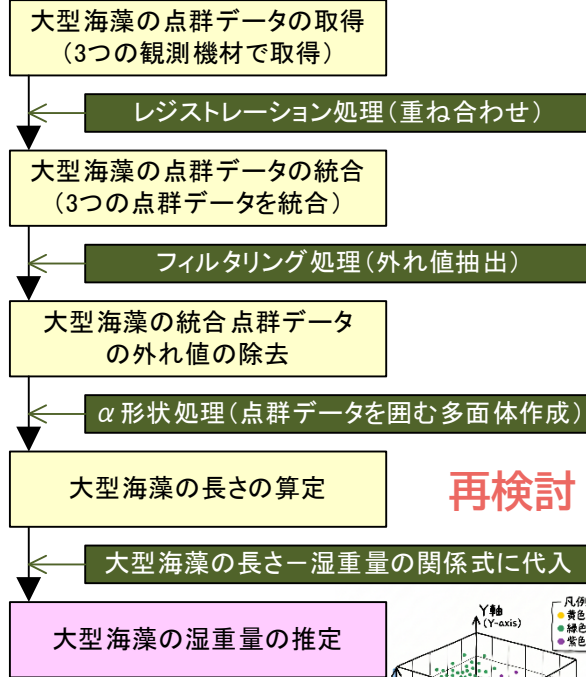 大型海藻の点群データの取得
(3つの観測機材で取得)
レジストレーション処理(重ね合わせ)
大型海藻の点群データの統合
(3つの点群データを統合)
フィルタリング処理(外れ値抽出)
大型海藻の統合点群データ
の外れ値の除去
α形状処理(点群データを囲む多面体作成)
大型海藻の長さの算定
再検討
大型海藻の長さ－湿重量の関係式に代入
大型海藻の湿重量の推定
Y軸
(Y-axis)
凡例
黄色
緑色
紫色